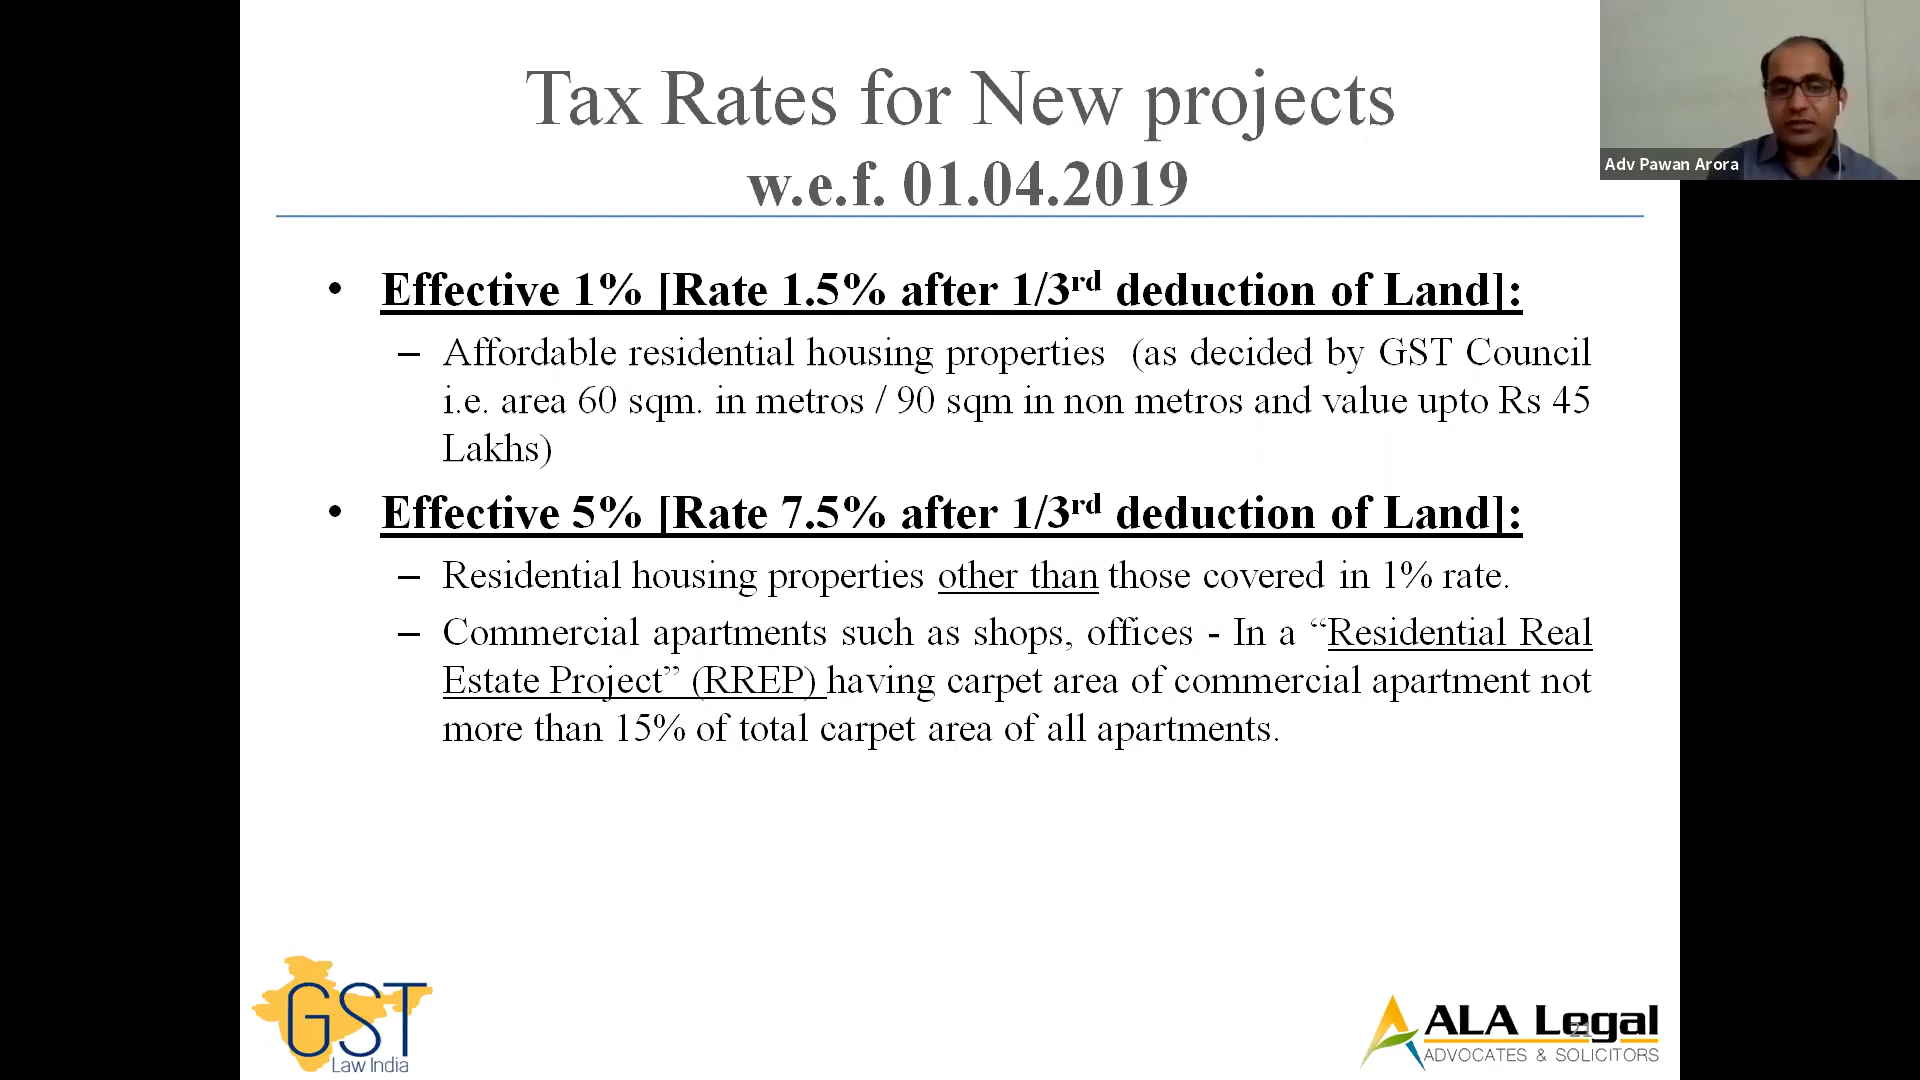 Tax Rates for New projects
w.e.f. 01.04.2019
Adv Pawan Arora
• Effective 1% [Rate 1.5% after 1/3rd deduction of Land]:
– Affordable residential housing properties (as decided by GST Council
i.e. area 60 sqm. in metros / 90 sqm in non metros and value upto Rs 45
Lakhs)
• Effective 5% [Rate 7.5% after 1/3rd deduction of Land]:
– Residential housing properties other than those covered in 1% rate.
– Commercial apartments such as shops, offices - In a “Residential Real
Estate Project” (RREP) having carpet area of commercial apartment not
more than 15% of total carpet area of all apartments.
GST
Law India
ALA Legal
21
ADVOCATES & SOLICITORS